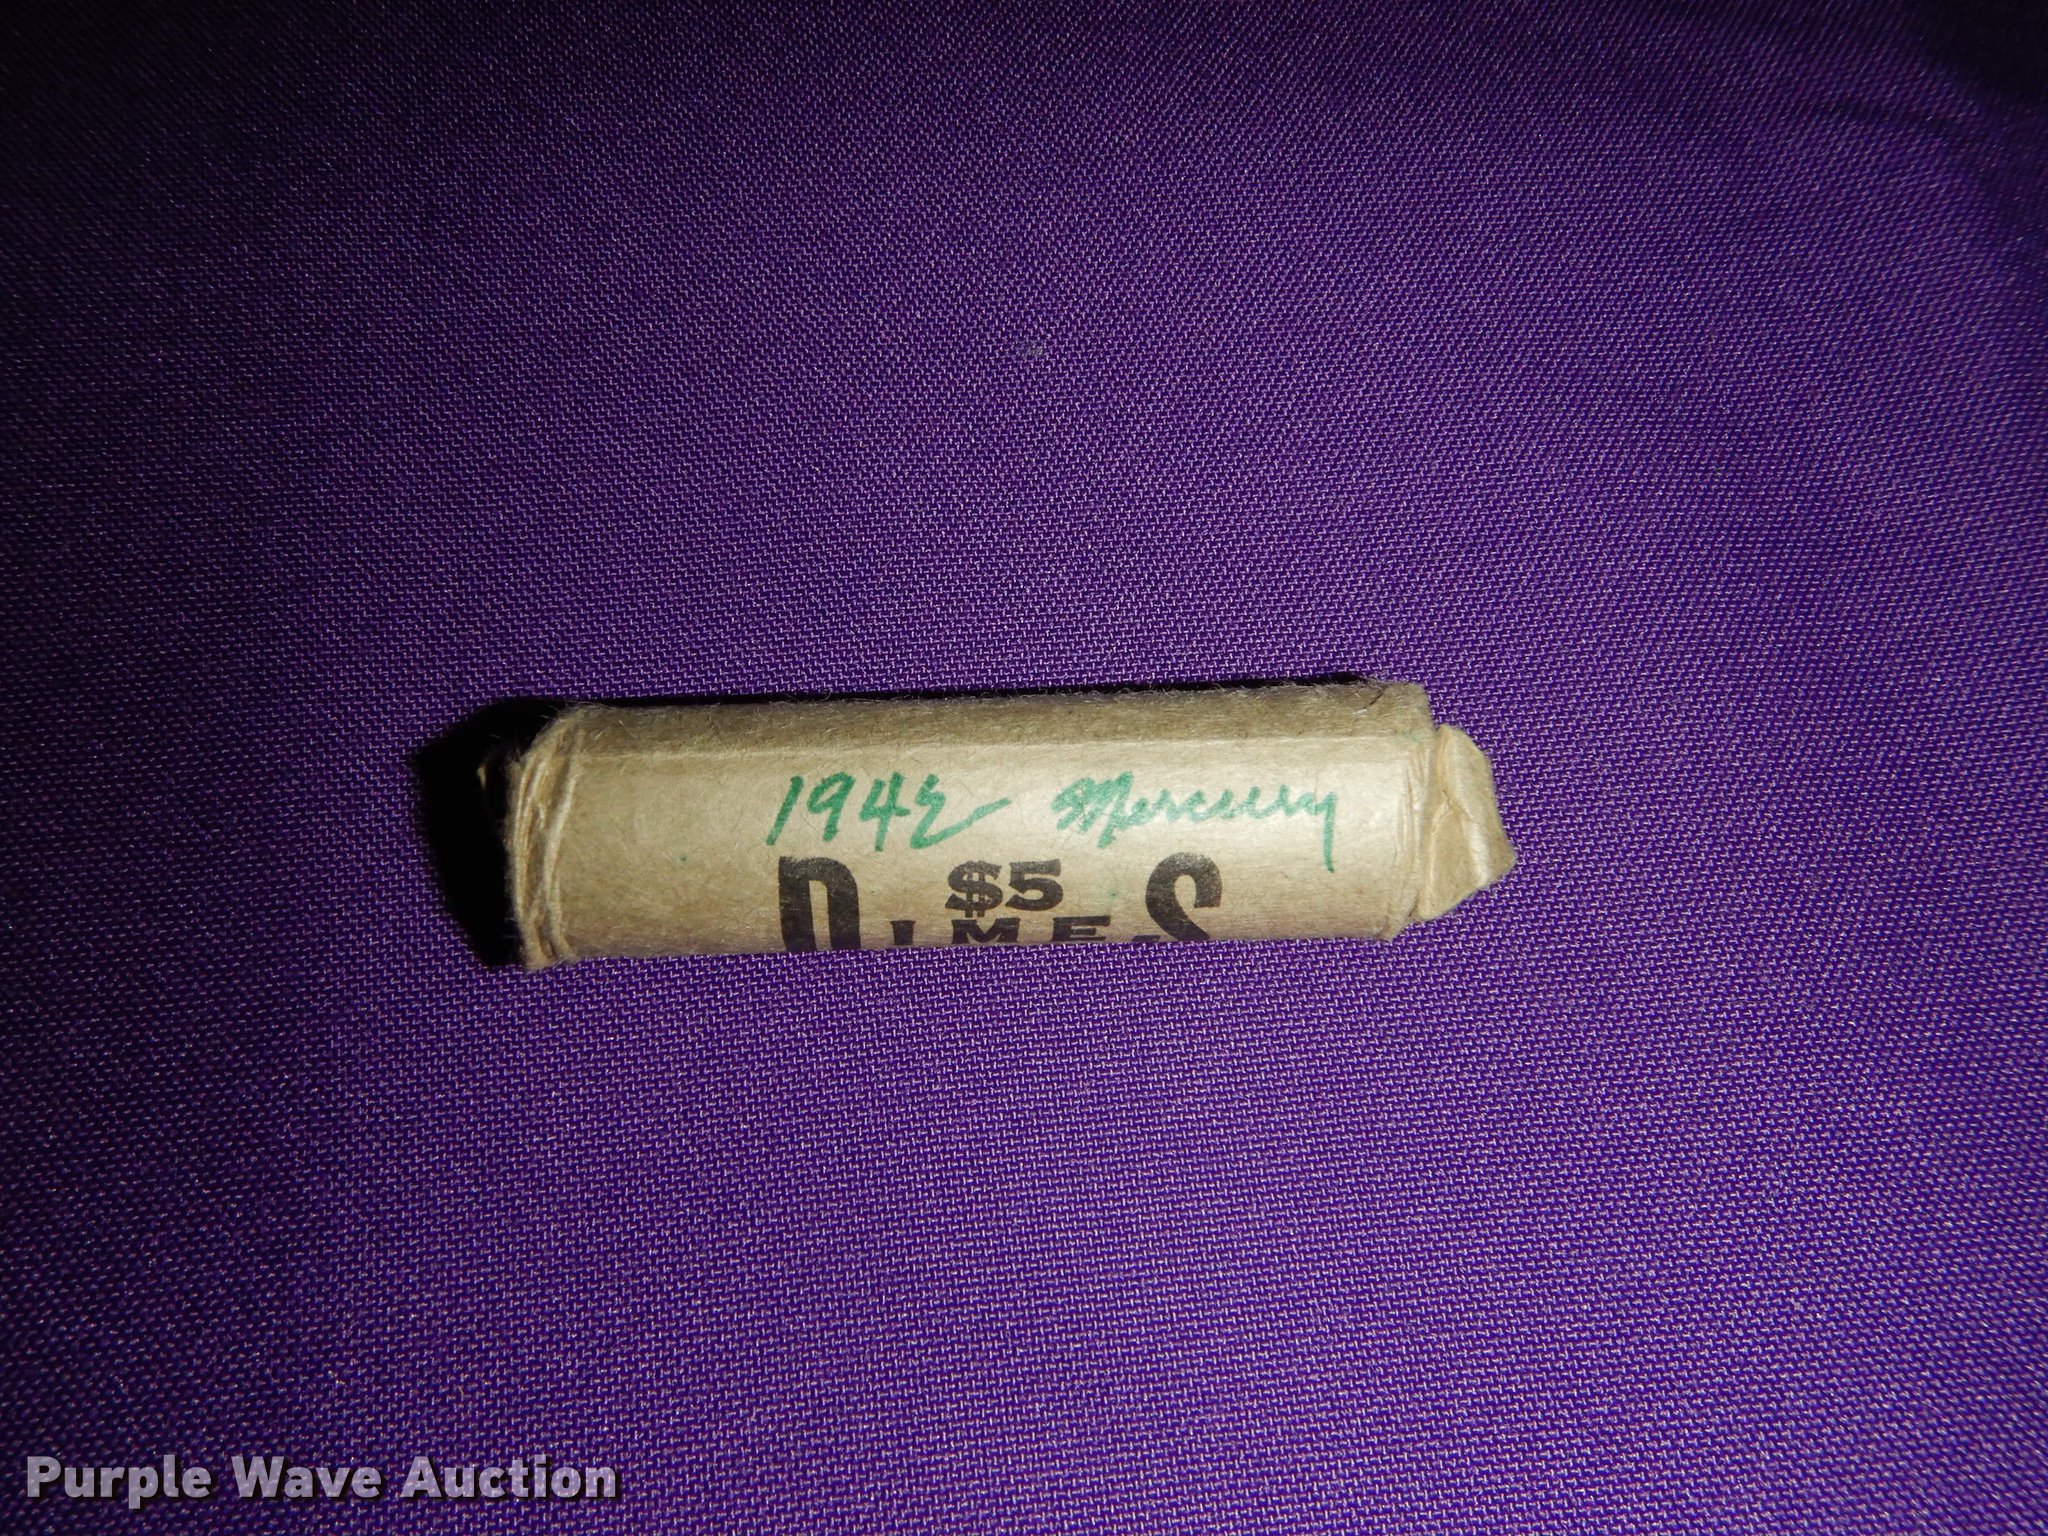 1942 Mercury
$5
DIMES
Purple Wave Auction